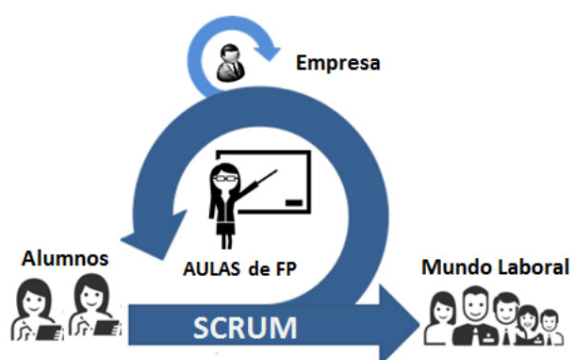 Empresa
Alumnos
AULAS de FP
Mundo Laboral
SCRUM